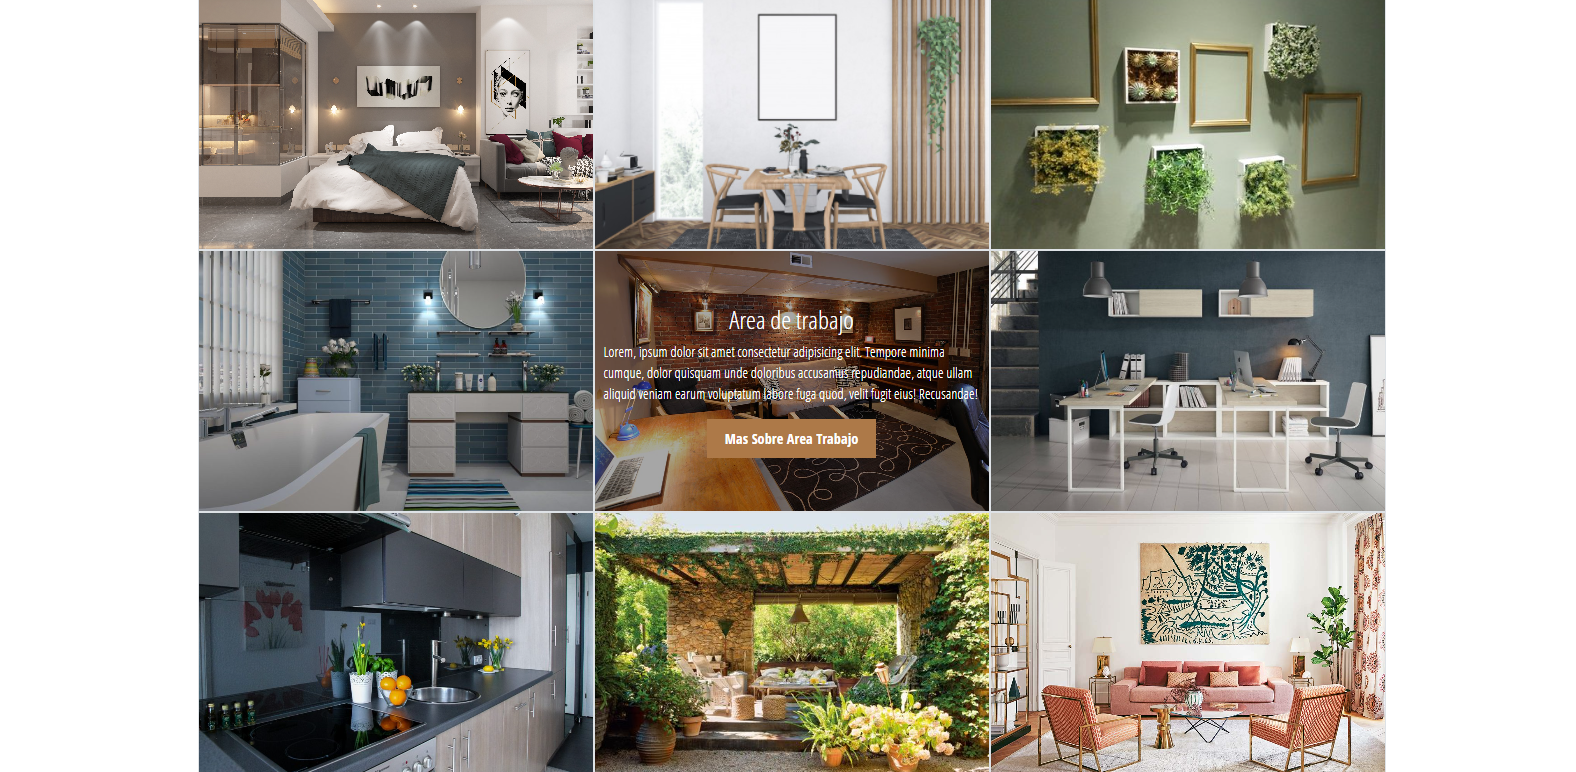 Area de trabajo
Lorem, ipsum dolor sit amet consectetur adipisicing elit. Tempore minima
cumque, dolor quisquam unde doloribus accusamus repudiandae, atque ullam
aliquid veniam earum voluptatum labore fuga quod, velit fugit eius! Recusandae!
Mas Sobre Area Trabajo